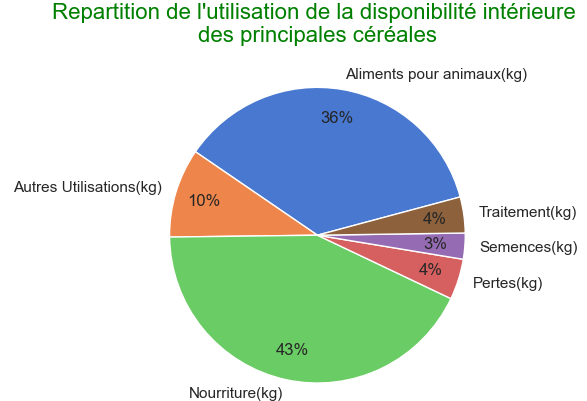 Repartition de l'utilisation de la disponibilité intérieure
des principales céréales
Aliments pour animaux(kg)
36%
Autres Utilisations(kg)
10%
Traitement(kg)
4%
3%
Semences(kg)
4%
Pertes(kg)
43%
Nourriture(kg)